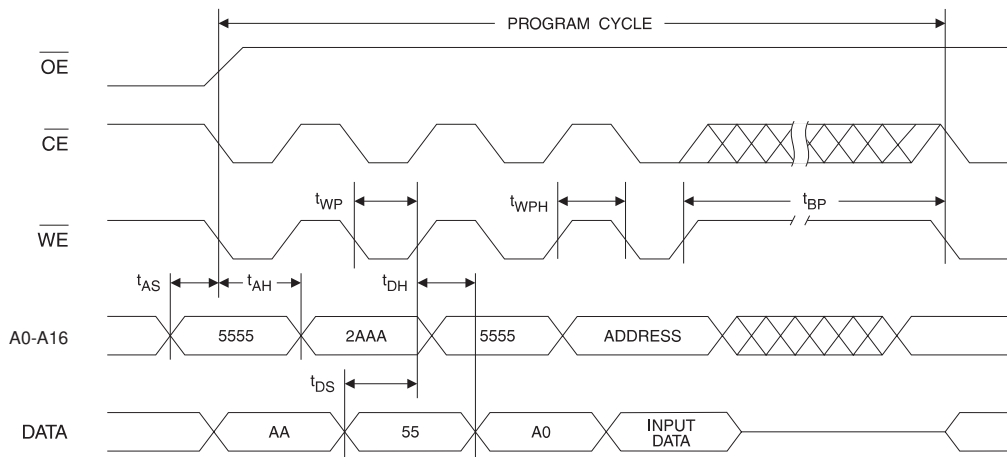 PROGRAM CYCLE
OE
CE
tWP
tWPH
tBP
WE
tAS
tAH
tDH
A0-A16
5555
2AAA
5555
ADDRESS
tDS
DATA
AA
55
A0
INPUT
DATA